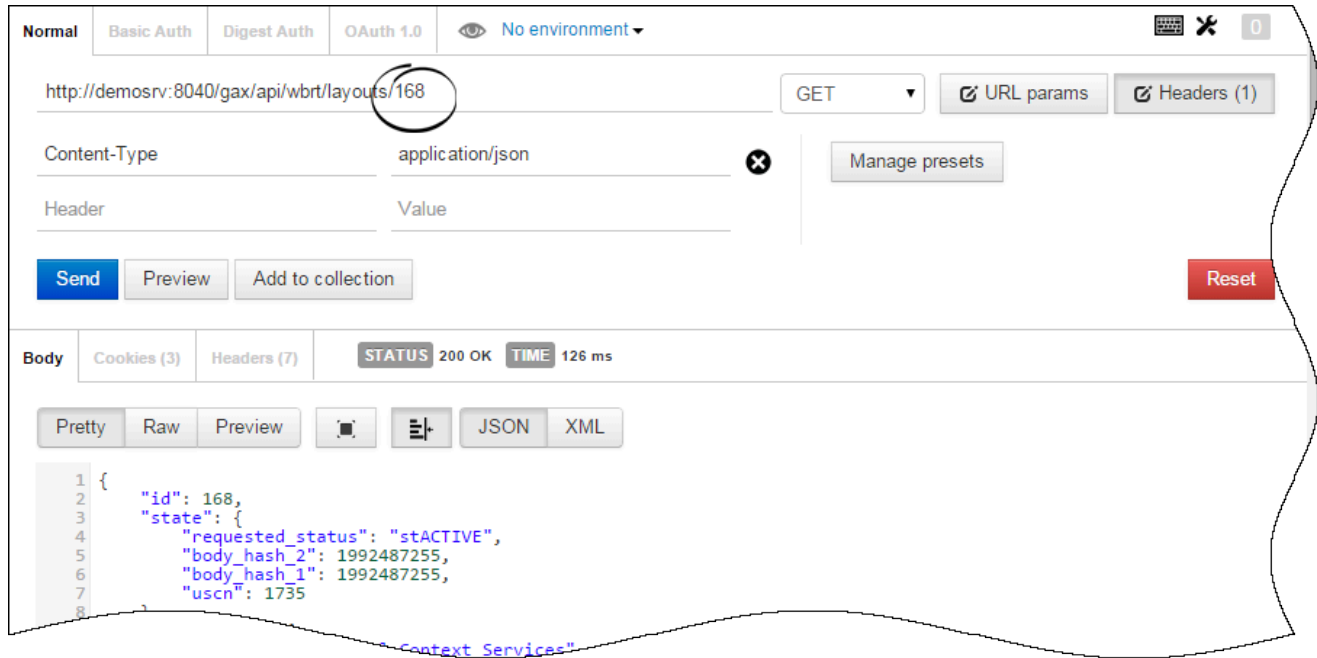 Normal Basic Auth Digest Auth OAuth 1.0 No environment 0
http://demosrv:8040/gax/api/wbrt/layouts/168 GET URL params Headers (1)
Content-Type application/json Manage presets
Header Value
Send Preview Add to collection Reset
Body Cookies (3) Headers (7) STATUS 200 OK TIME 126 ms
Pretty Raw Preview JSON XML
1 {
2 "id": 168,
3 "state": {
4 "requested_status": "stACTIVE",
5 "body_hash_2": 1992487255,
6 "body_hash_1": 1992487255,
7 "uscn": 1735
8
Context Services"